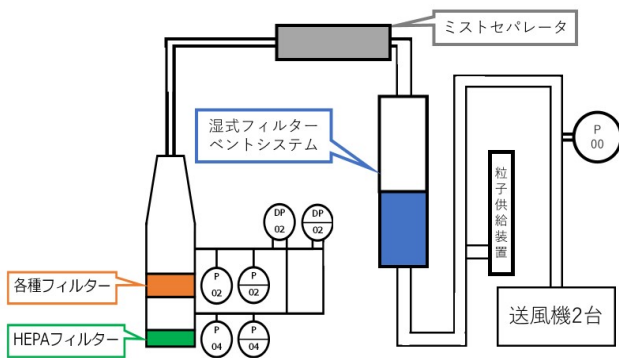 ミストセパレータ
湿式フィルター
ベントシステム
P
00
粒子供給装置
DP
02
DP
02
各種フィルター
P
02
P
02
送風機2台
HEPAフィルター
P
04
P
04